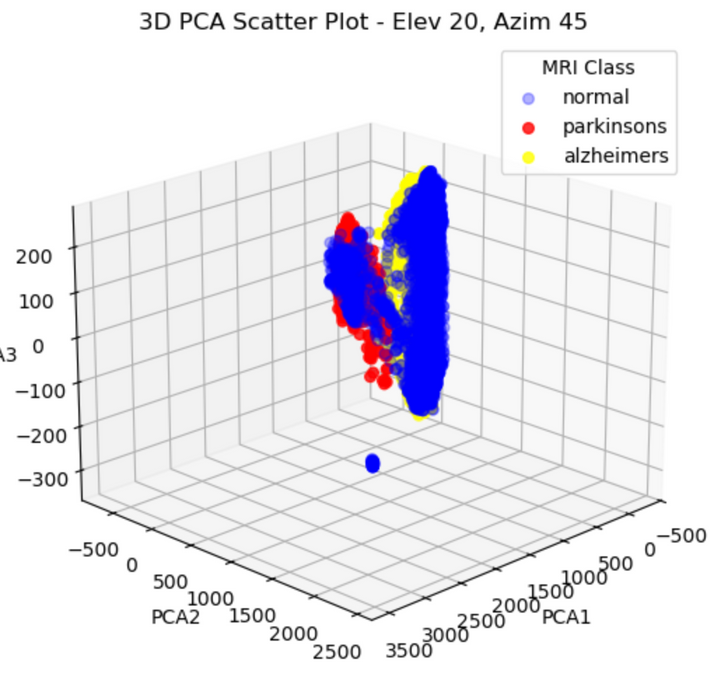 3D PCA Scatter Plot - Elev 20, Azim 45
MRI Class
normal
parkinsons
alzheimers
200
100
0
−100
−200
−300
A3
−500
0
500
1000
1500
2000
2500
PCA2
−500
0
500
1000
1500
2000
2500
3000
3500
PCA1